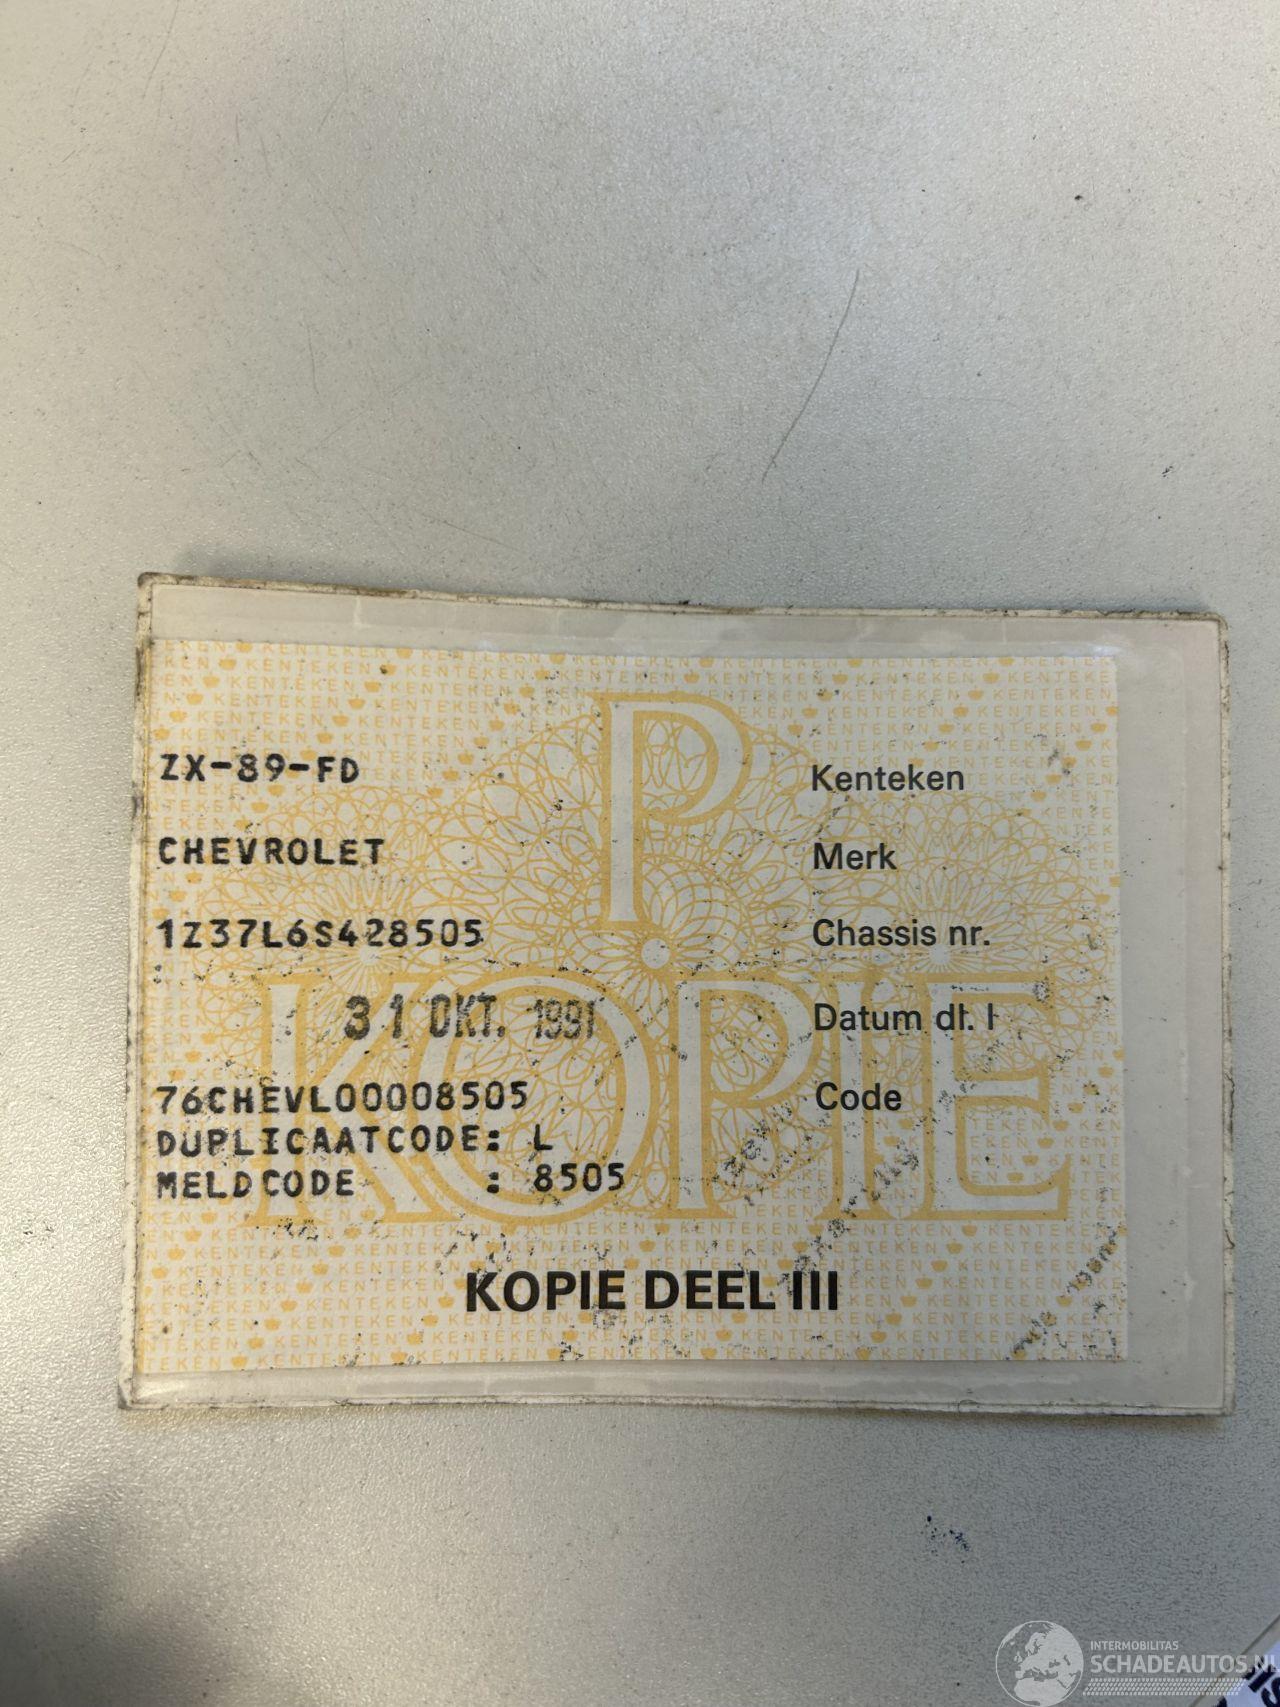 ZX-89-FD Kenteken
CHEVROLET Merk
1Z37L6S428505 Chassis nr.
31 OKT. 1991 Datum dl. I
76CHEVL00008505 Code
DUPLICAATCODE: L
MELDCODE : 8505
P
KOPIE
KOPIE DEEL III
INTERMOBILITAS
SCHADEAUTOS.NL